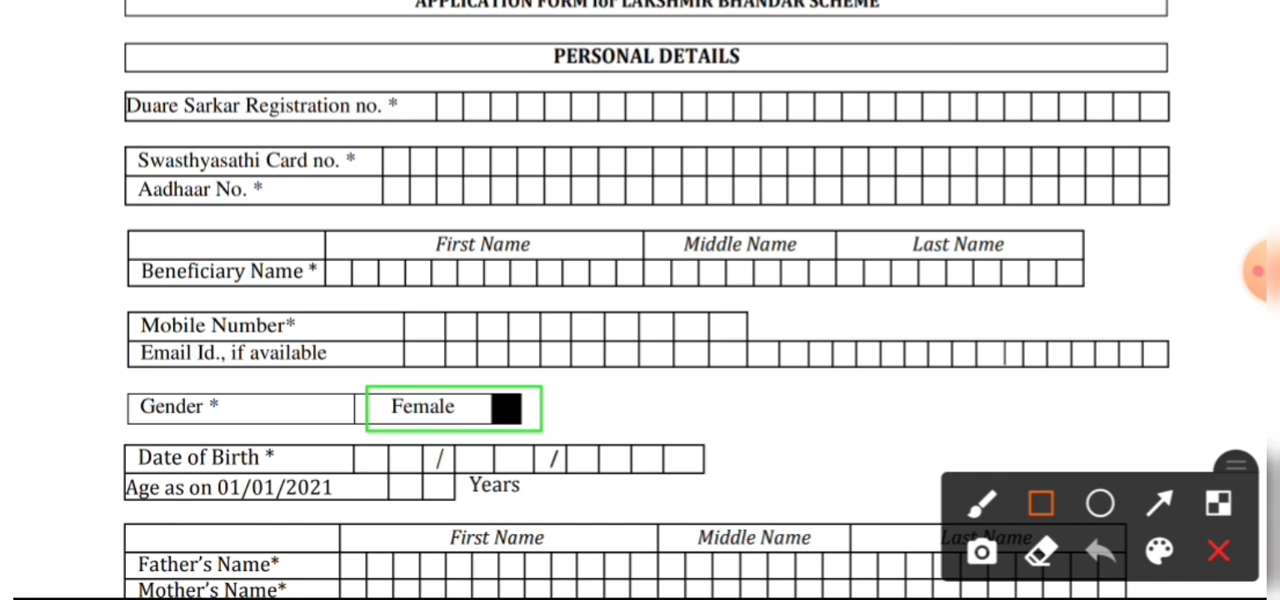 APPLICATION FORM for LAKSHMIR BHANDAR SCHEME
PERSONAL DETAILS
Duare Sarkar Registration no. *
Swasthyasathi Card no. *
Aadhaar No. *
First Name Middle Name Last Name
Beneficiary Name *
Mobile Number*
Email Id., if available
Gender * Female
Date of Birth * / /
Age as on 01/01/2021 Years
First Name Middle Name Last Name
Father's Name*
Mother's Name*